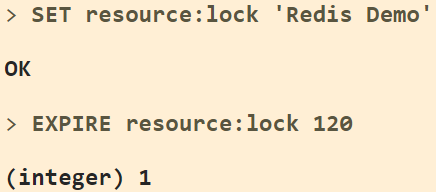 > SET resource:lock 'Redis Demo'
OK
> EXPIRE resource:lock 120
(integer) 1